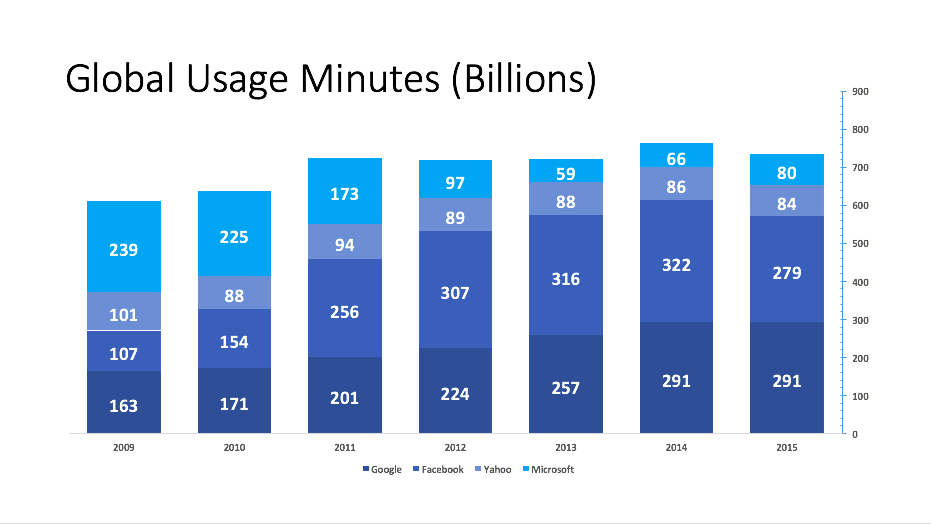 Global Usage Minutes (Billions)
900
800
700
600
500
400
300
200
100
0
239 225 173 97 59 66 80
101 88 94 89 88 86 84
107 154 256 307 316 322 279
163 171 201 224 257 291 291
2009 2010 2011 2012 2013 2014 2015
Google Facebook Yahoo Microsoft